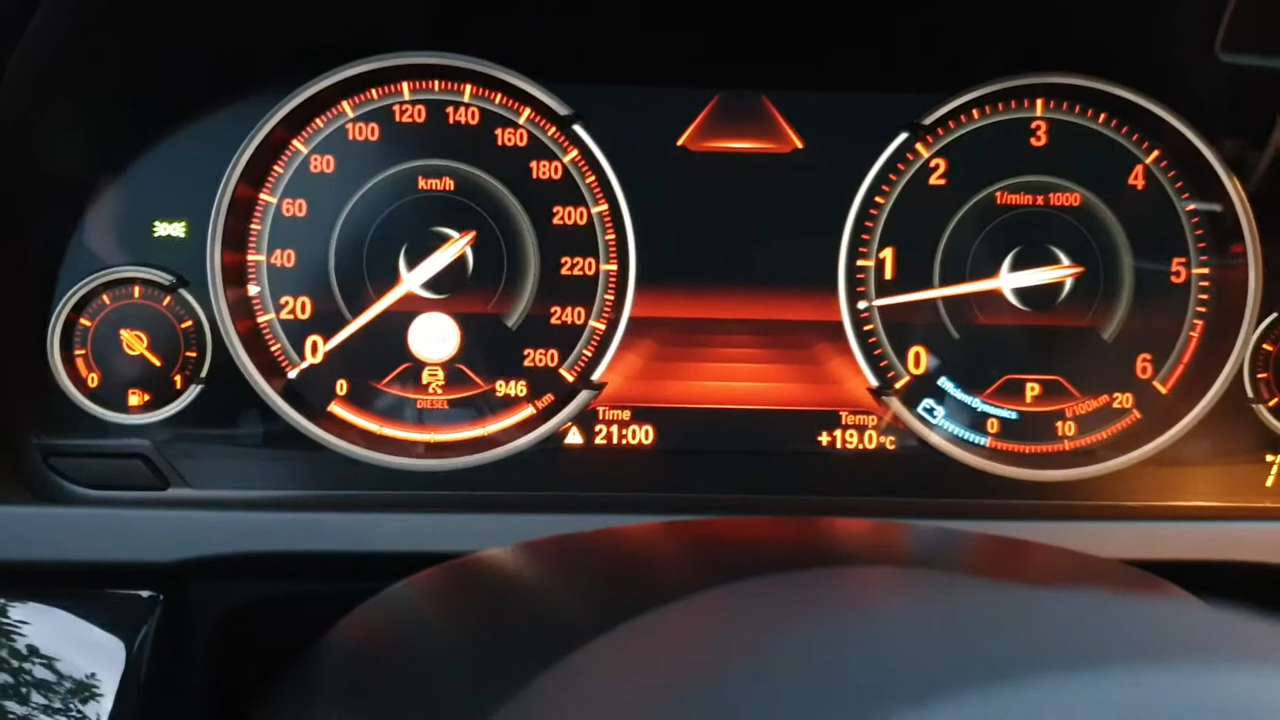 km/h
0
20
40
60
80
100
120
140
160
180
200
220
240
260
0
1
0
946
km
DIESEL
Time
21:00
Temp
+19.0°C
1/min x 1000
0
1
2
3
4
5
6
P
EfficientDynamics
l/100km
0
10
20